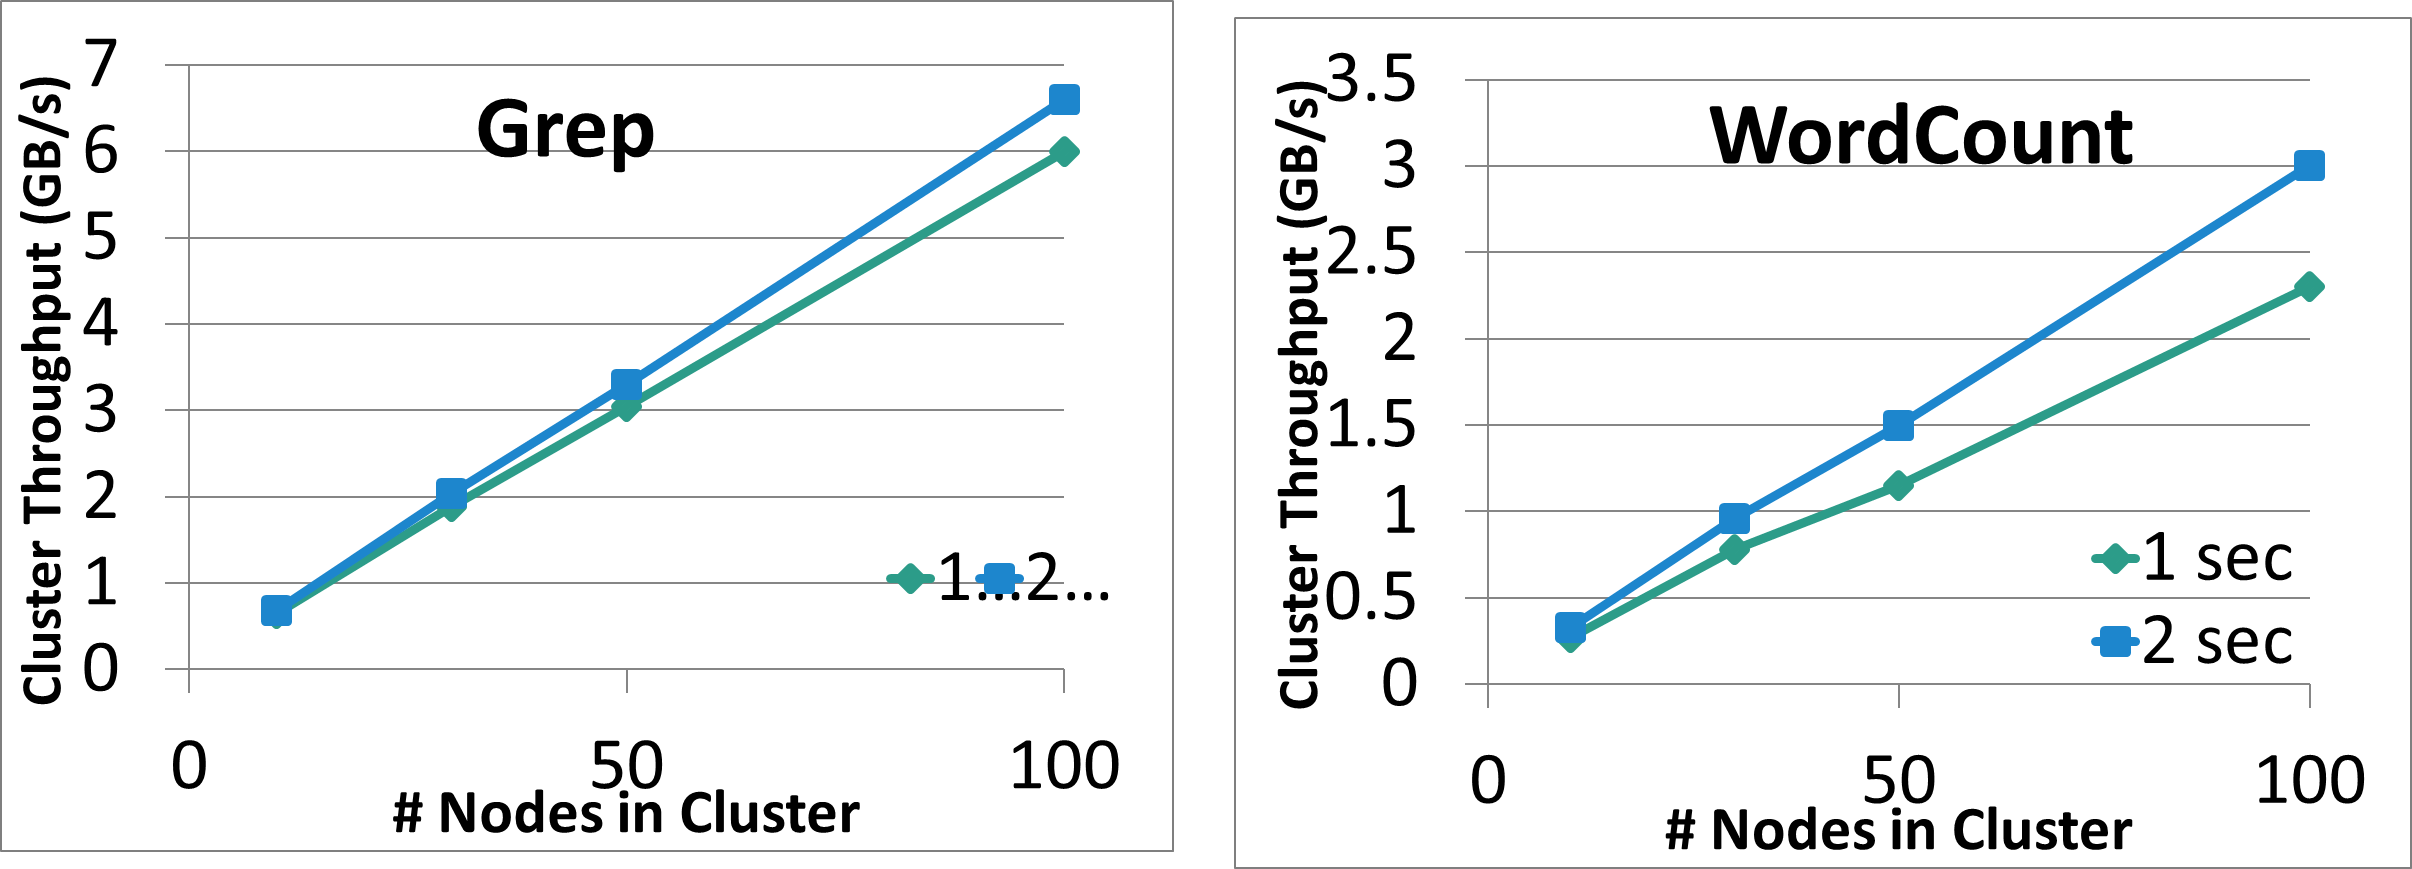 Grep
Cluster Throughput (GB/s)
7
6
5
4
3
2
1
0
1...2...
0 50 100
# Nodes in Cluster
WordCount
Cluster Throughput (GB/s)
3.5
3
2.5
2
1.5
1
0.5
0
1 sec
2 sec
0 50 100
# Nodes in Cluster